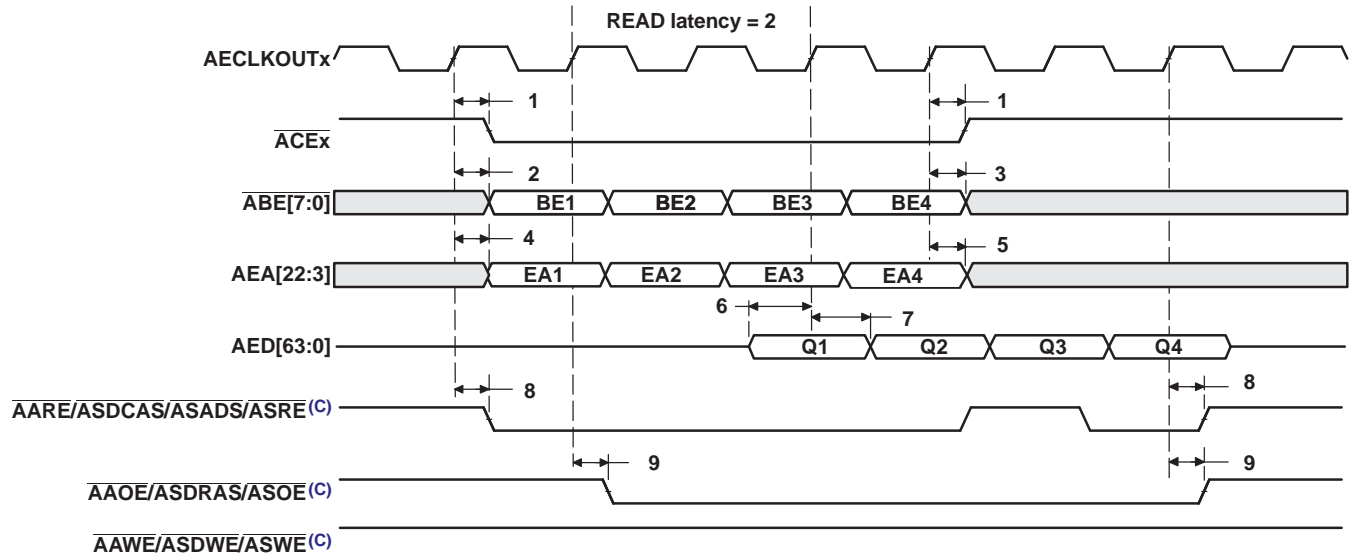 READ latency = 2
AECLKOUTx
1 1
ACEx
2 3
ABE[7:0] BE1 BE2 BE3 BE4
4 5
AEA[22:3] EA1 EA2 EA3 EA4
6 7
AED[63:0] Q1 Q2 Q3 Q4
8 8
AARE/ASDCAS/ASADS/ASRE(C)
9 9
AAOE/ASDRAS/ASOE(C)
AAWE/ASDWE/ASWE(C)